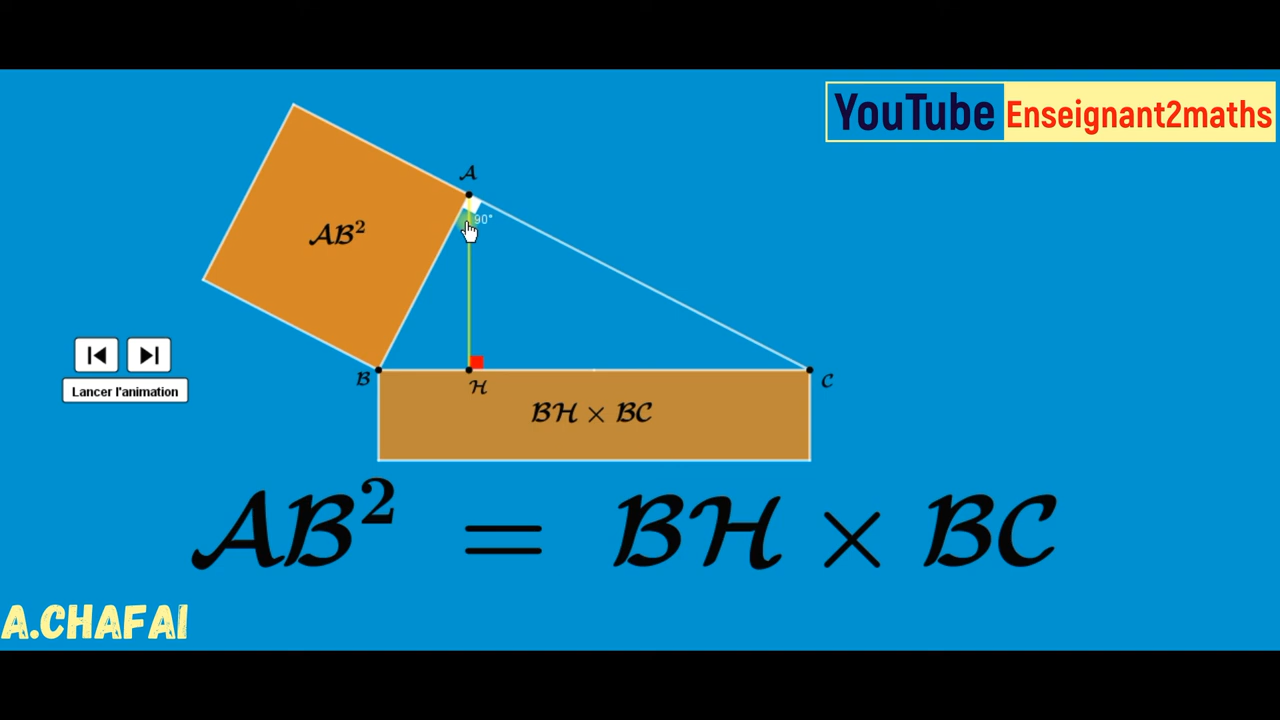 YouTube Enseignant2maths
A
90°
AB²
Lancer l'animation
B
H
C
BH × BC
AB² = BH × BC
A.CHAFAI